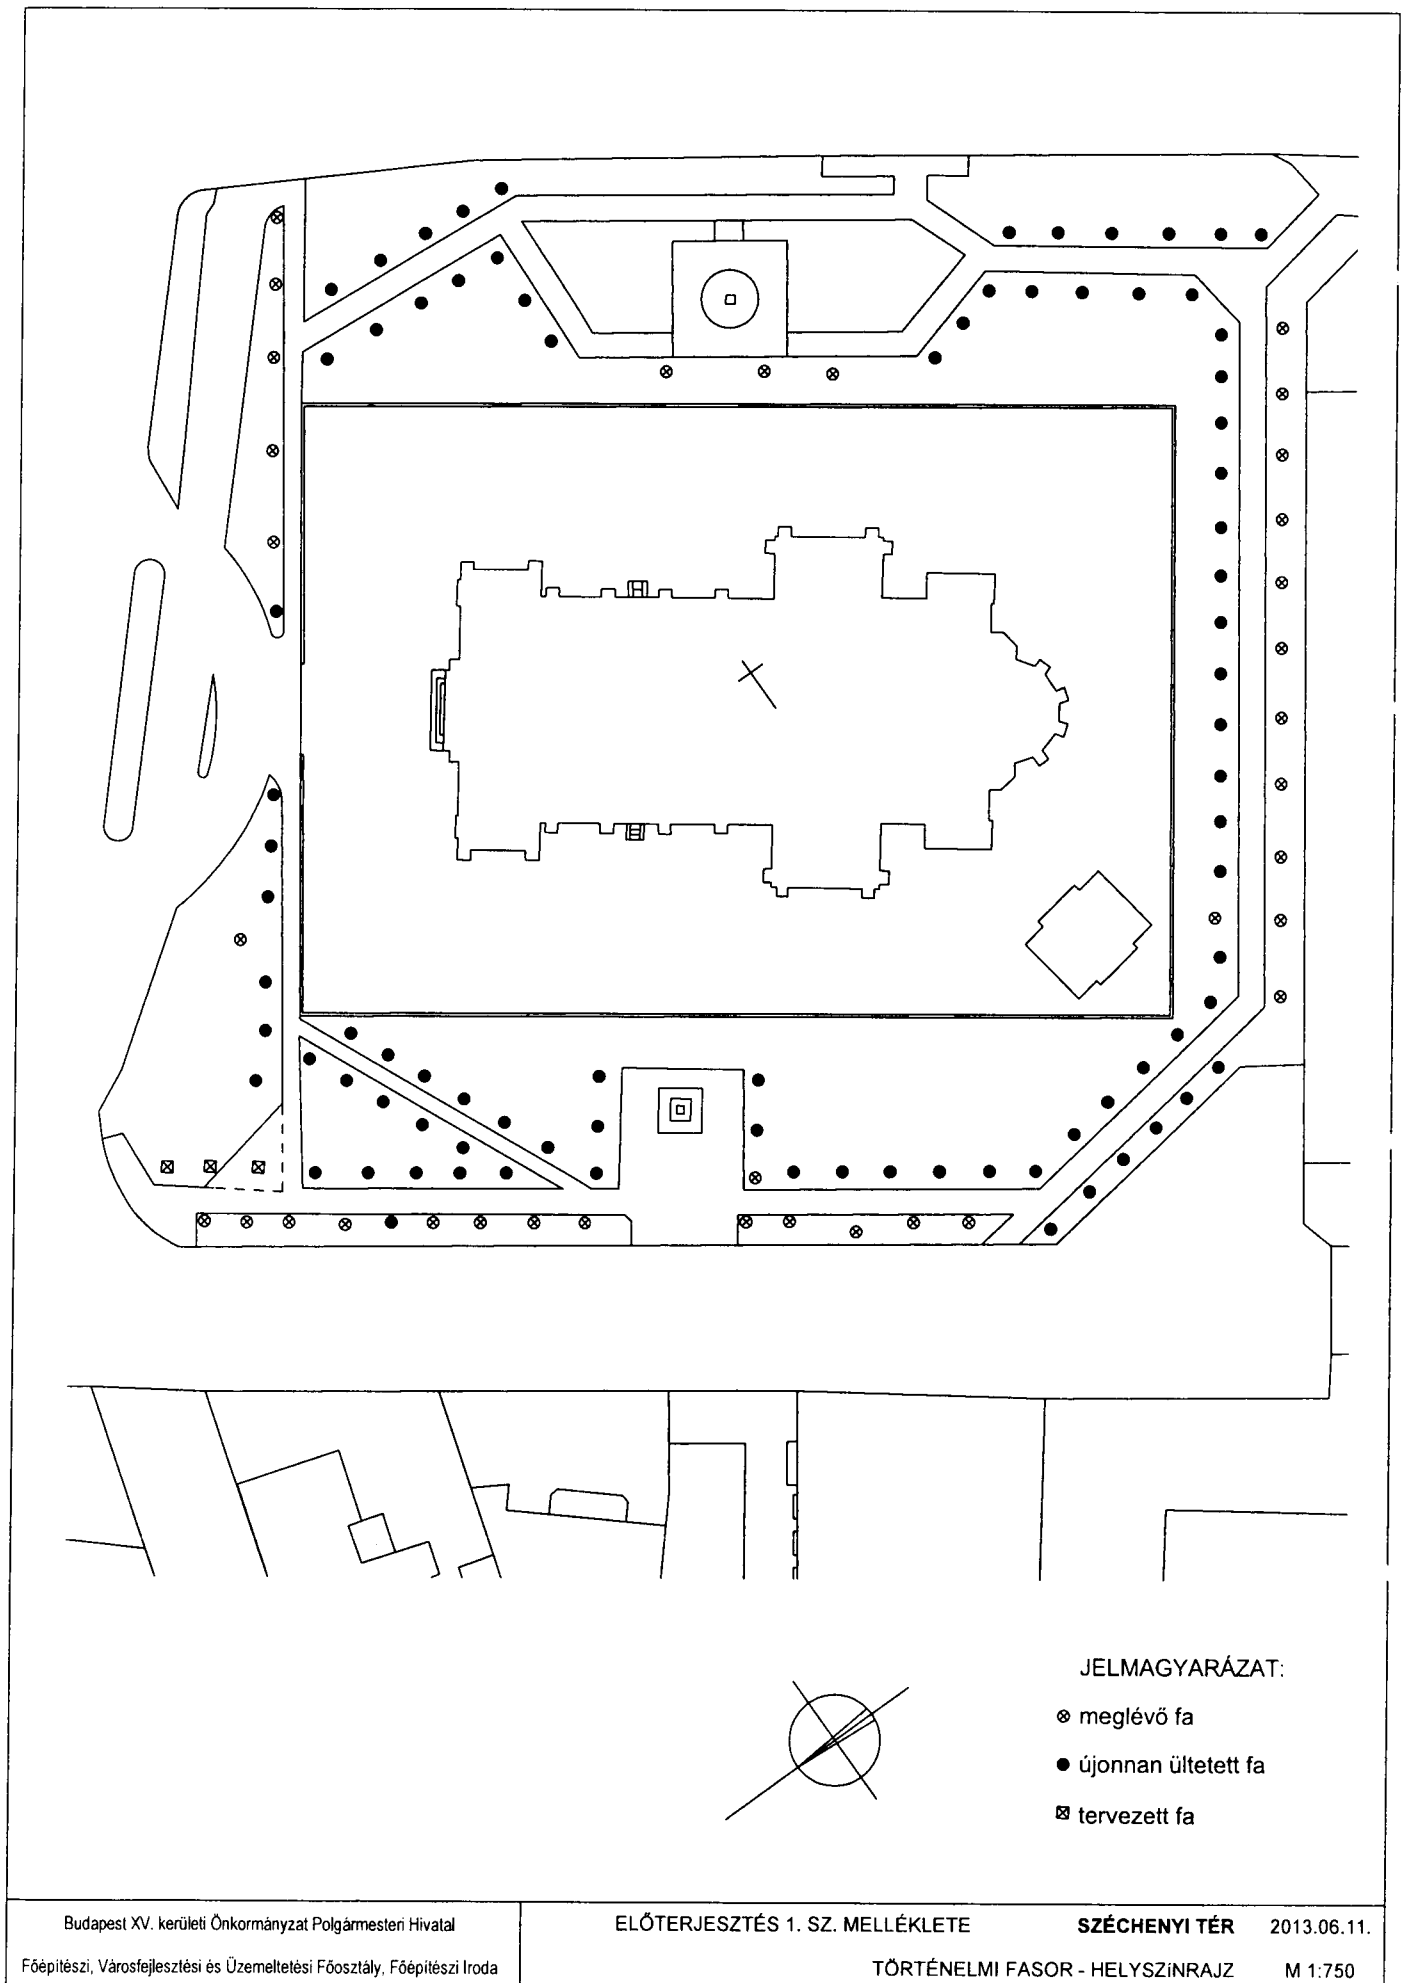 JELMAGYARÁZAT:
meglévő fa
újonnan ültetett fa
tervezett fa
Budapest XV. kerületi Önkormányzat Polgármesteri Hivatal
Főépítészi, Városfejlesztési és Üzemeltetési Főosztály, Főépítészi Iroda
ELŐTERJESZTÉS 1. SZ. MELLÉKLETE SZÉCHENYI TÉR 2013.06.11.
TÖRTÉNELMI FASOR - HELYSZÍNRAJZ M 1:750